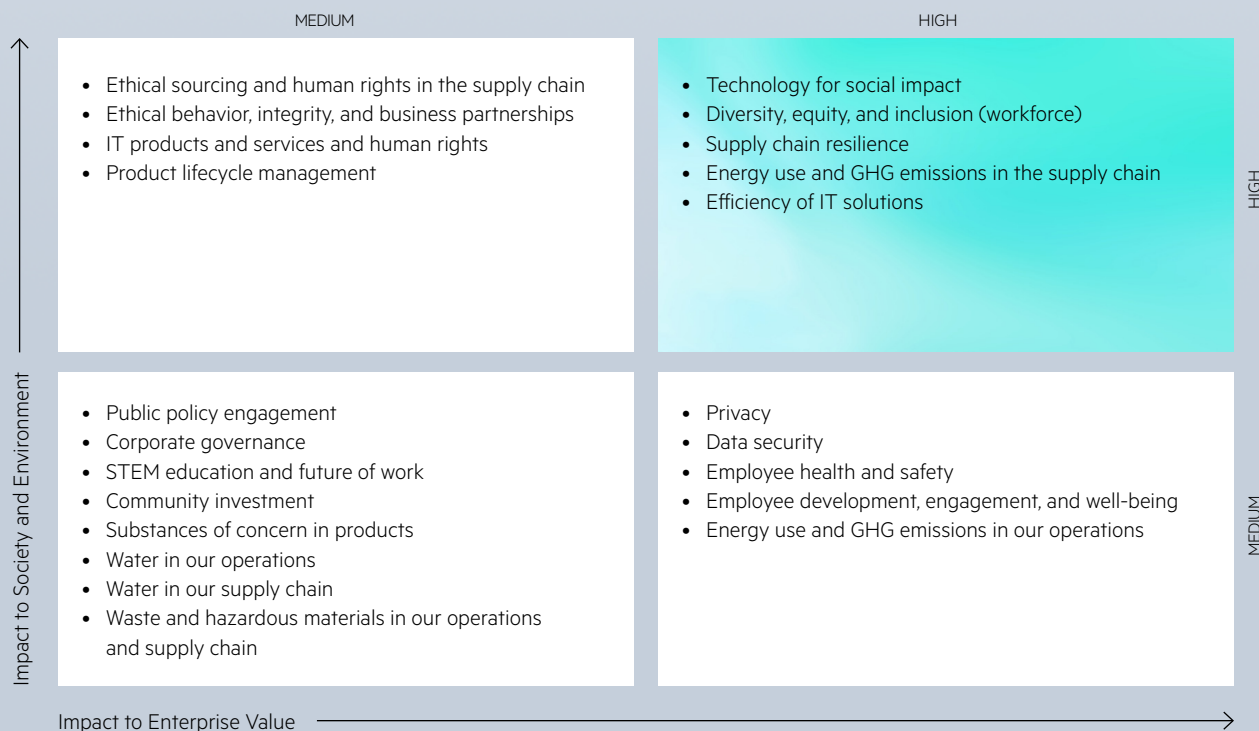 MEDIUM
HIGH
• Ethical sourcing and human rights in the supply chain
• Ethical behavior, integrity, and business partnerships
• IT products and services and human rights
• Product lifecycle management
• Technology for social impact
• Diversity, equity, and inclusion (workforce)
• Supply chain resilience
• Energy use and GHG emissions in the supply chain
• Efficiency of IT solutions
HIGH
• Public policy engagement
• Corporate governance
• STEM education and future of work
• Community investment
• Substances of concern in products
• Water in our operations
• Water in our supply chain
• Waste and hazardous materials in our operations
and supply chain
• Privacy
• Data security
• Employee health and safety
• Employee development, engagement, and well-being
• Energy use and GHG emissions in our operations
MEDIUM
Impact to Society and Environment
Impact to Enterprise Value